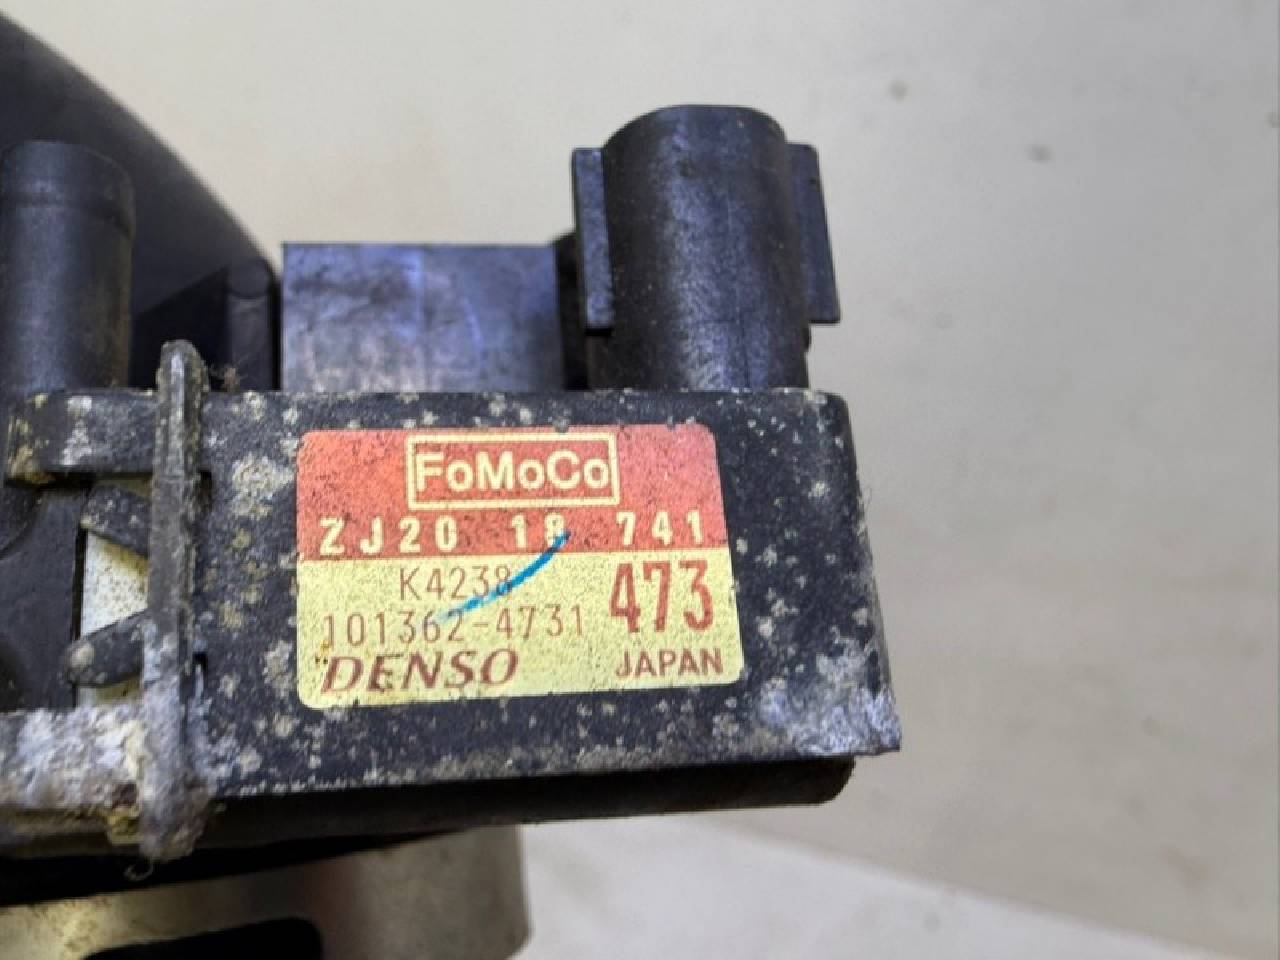 FoMoCo
ZJ20 18 741
K4238
101362-4731 473
DENSO JAPAN